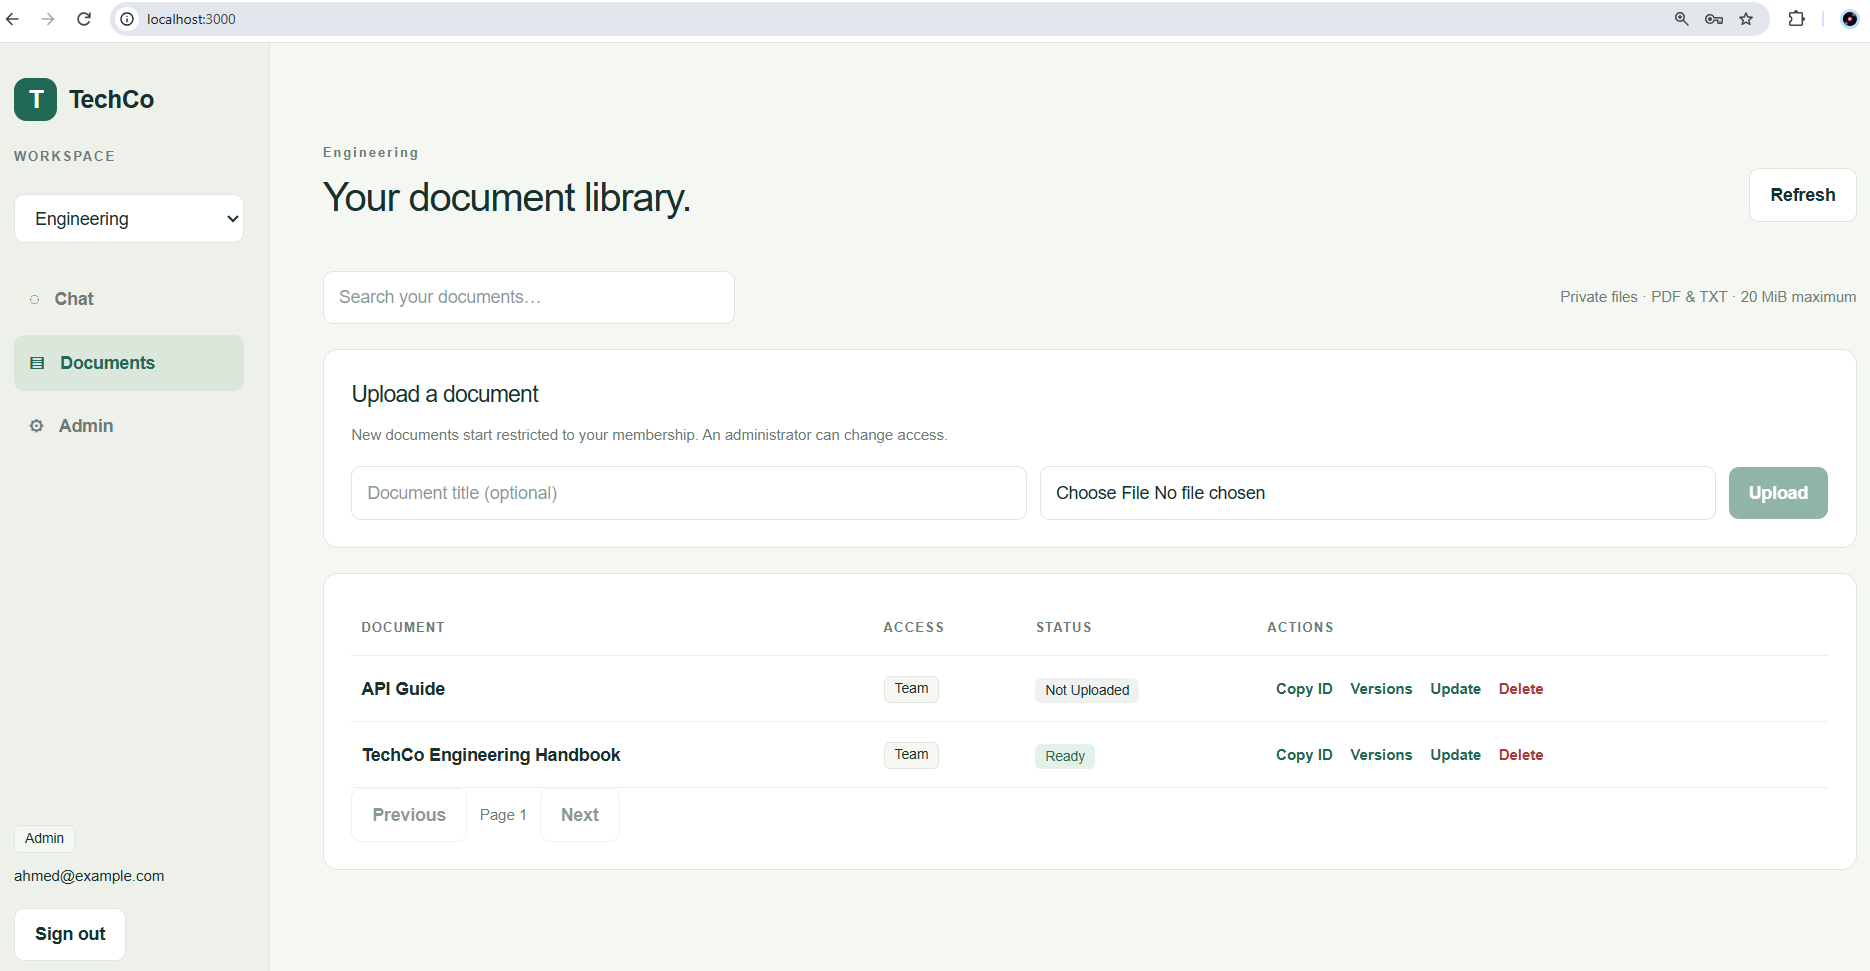 localhost:3000
T TechCo
WORKSPACE
Engineering
Chat
Documents
Admin
Admin
ahmed@example.com
Sign out
Engineering
Your document library.
Refresh
Search your documents…
Private files · PDF & TXT · 20 MiB maximum
Upload a document
New documents start restricted to your membership. An administrator can change access.
Document title (optional)
Choose File No file chosen
Upload
DOCUMENT ACCESS STATUS ACTIONS
API Guide Team Not Uploaded Copy ID Versions Update Delete
TechCo Engineering Handbook Team Ready Copy ID Versions Update Delete
Previous Page 1 Next